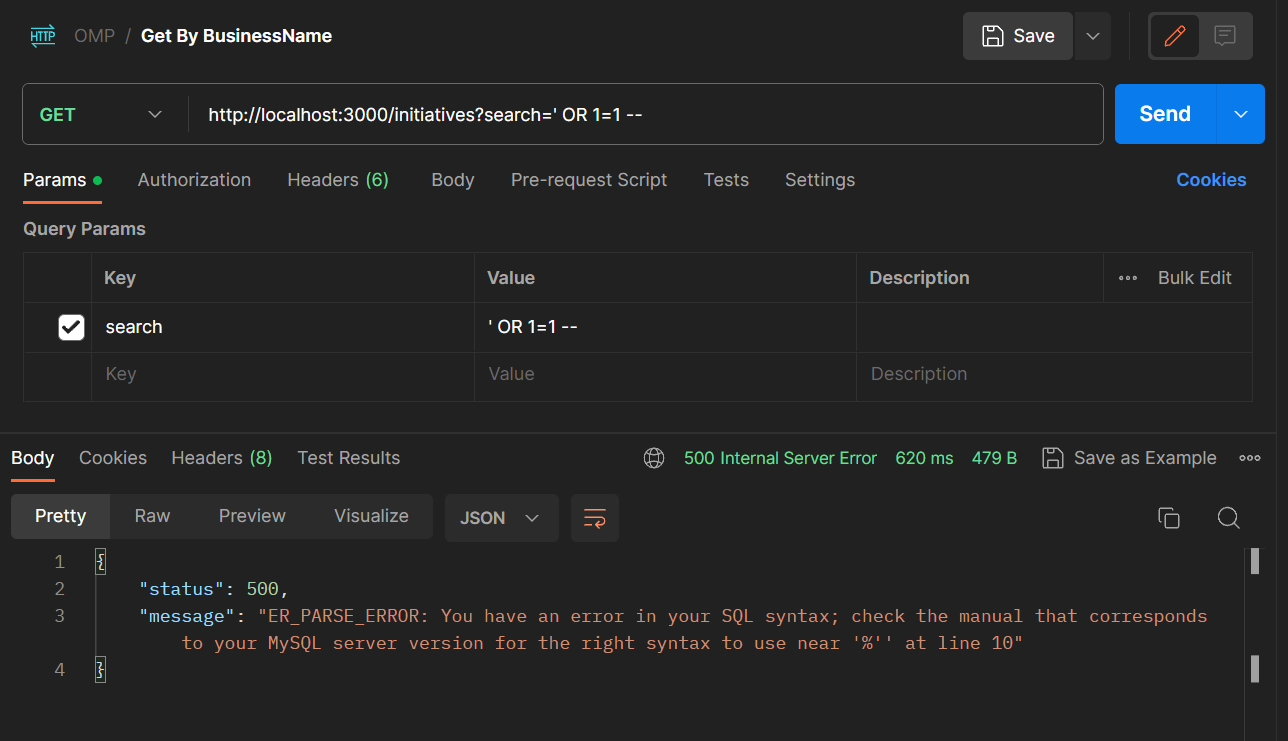 HTTP OMP / Get By BusinessName Save
GET http://localhost:3000/initiatives?search=' OR 1=1 -- Send
Params Authorization Headers (6) Body Pre-request Script Tests Settings Cookies
Query Params
Key Value Description Bulk Edit
search ' OR 1=1 --
Key Value Description
Body Cookies Headers (8) Test Results 500 Internal Server Error 620 ms 479 B Save as Example
Pretty Raw Preview Visualize JSON
1 {
2 "status": 500,
3 "message": "ER_PARSE_ERROR: You have an error in your SQL syntax; check the manual that corresponds
to your MySQL server version for the right syntax to use near '%'' at line 10"
4 }